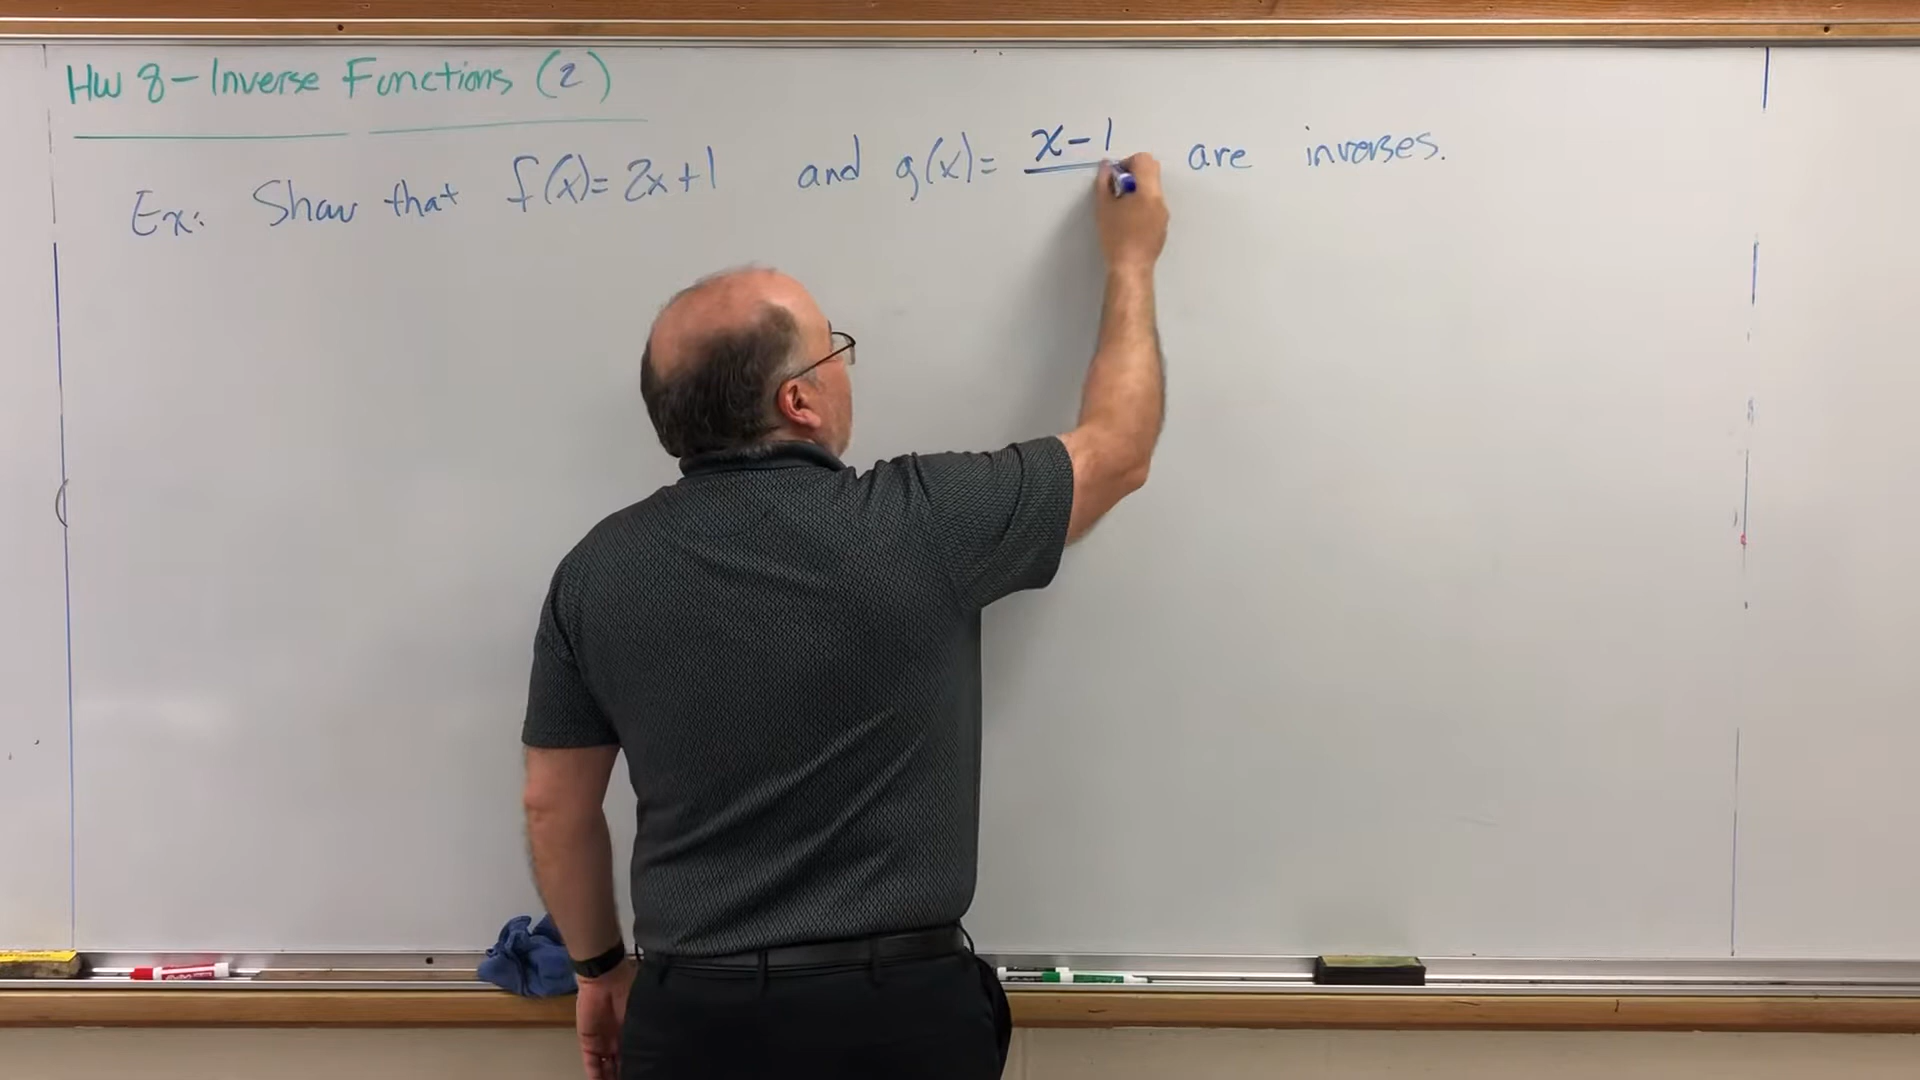 HW 8 - Inverse Functions (2)
Ex: Show that f(x)= 2x+1 and g(x)= x-1 are inverses.